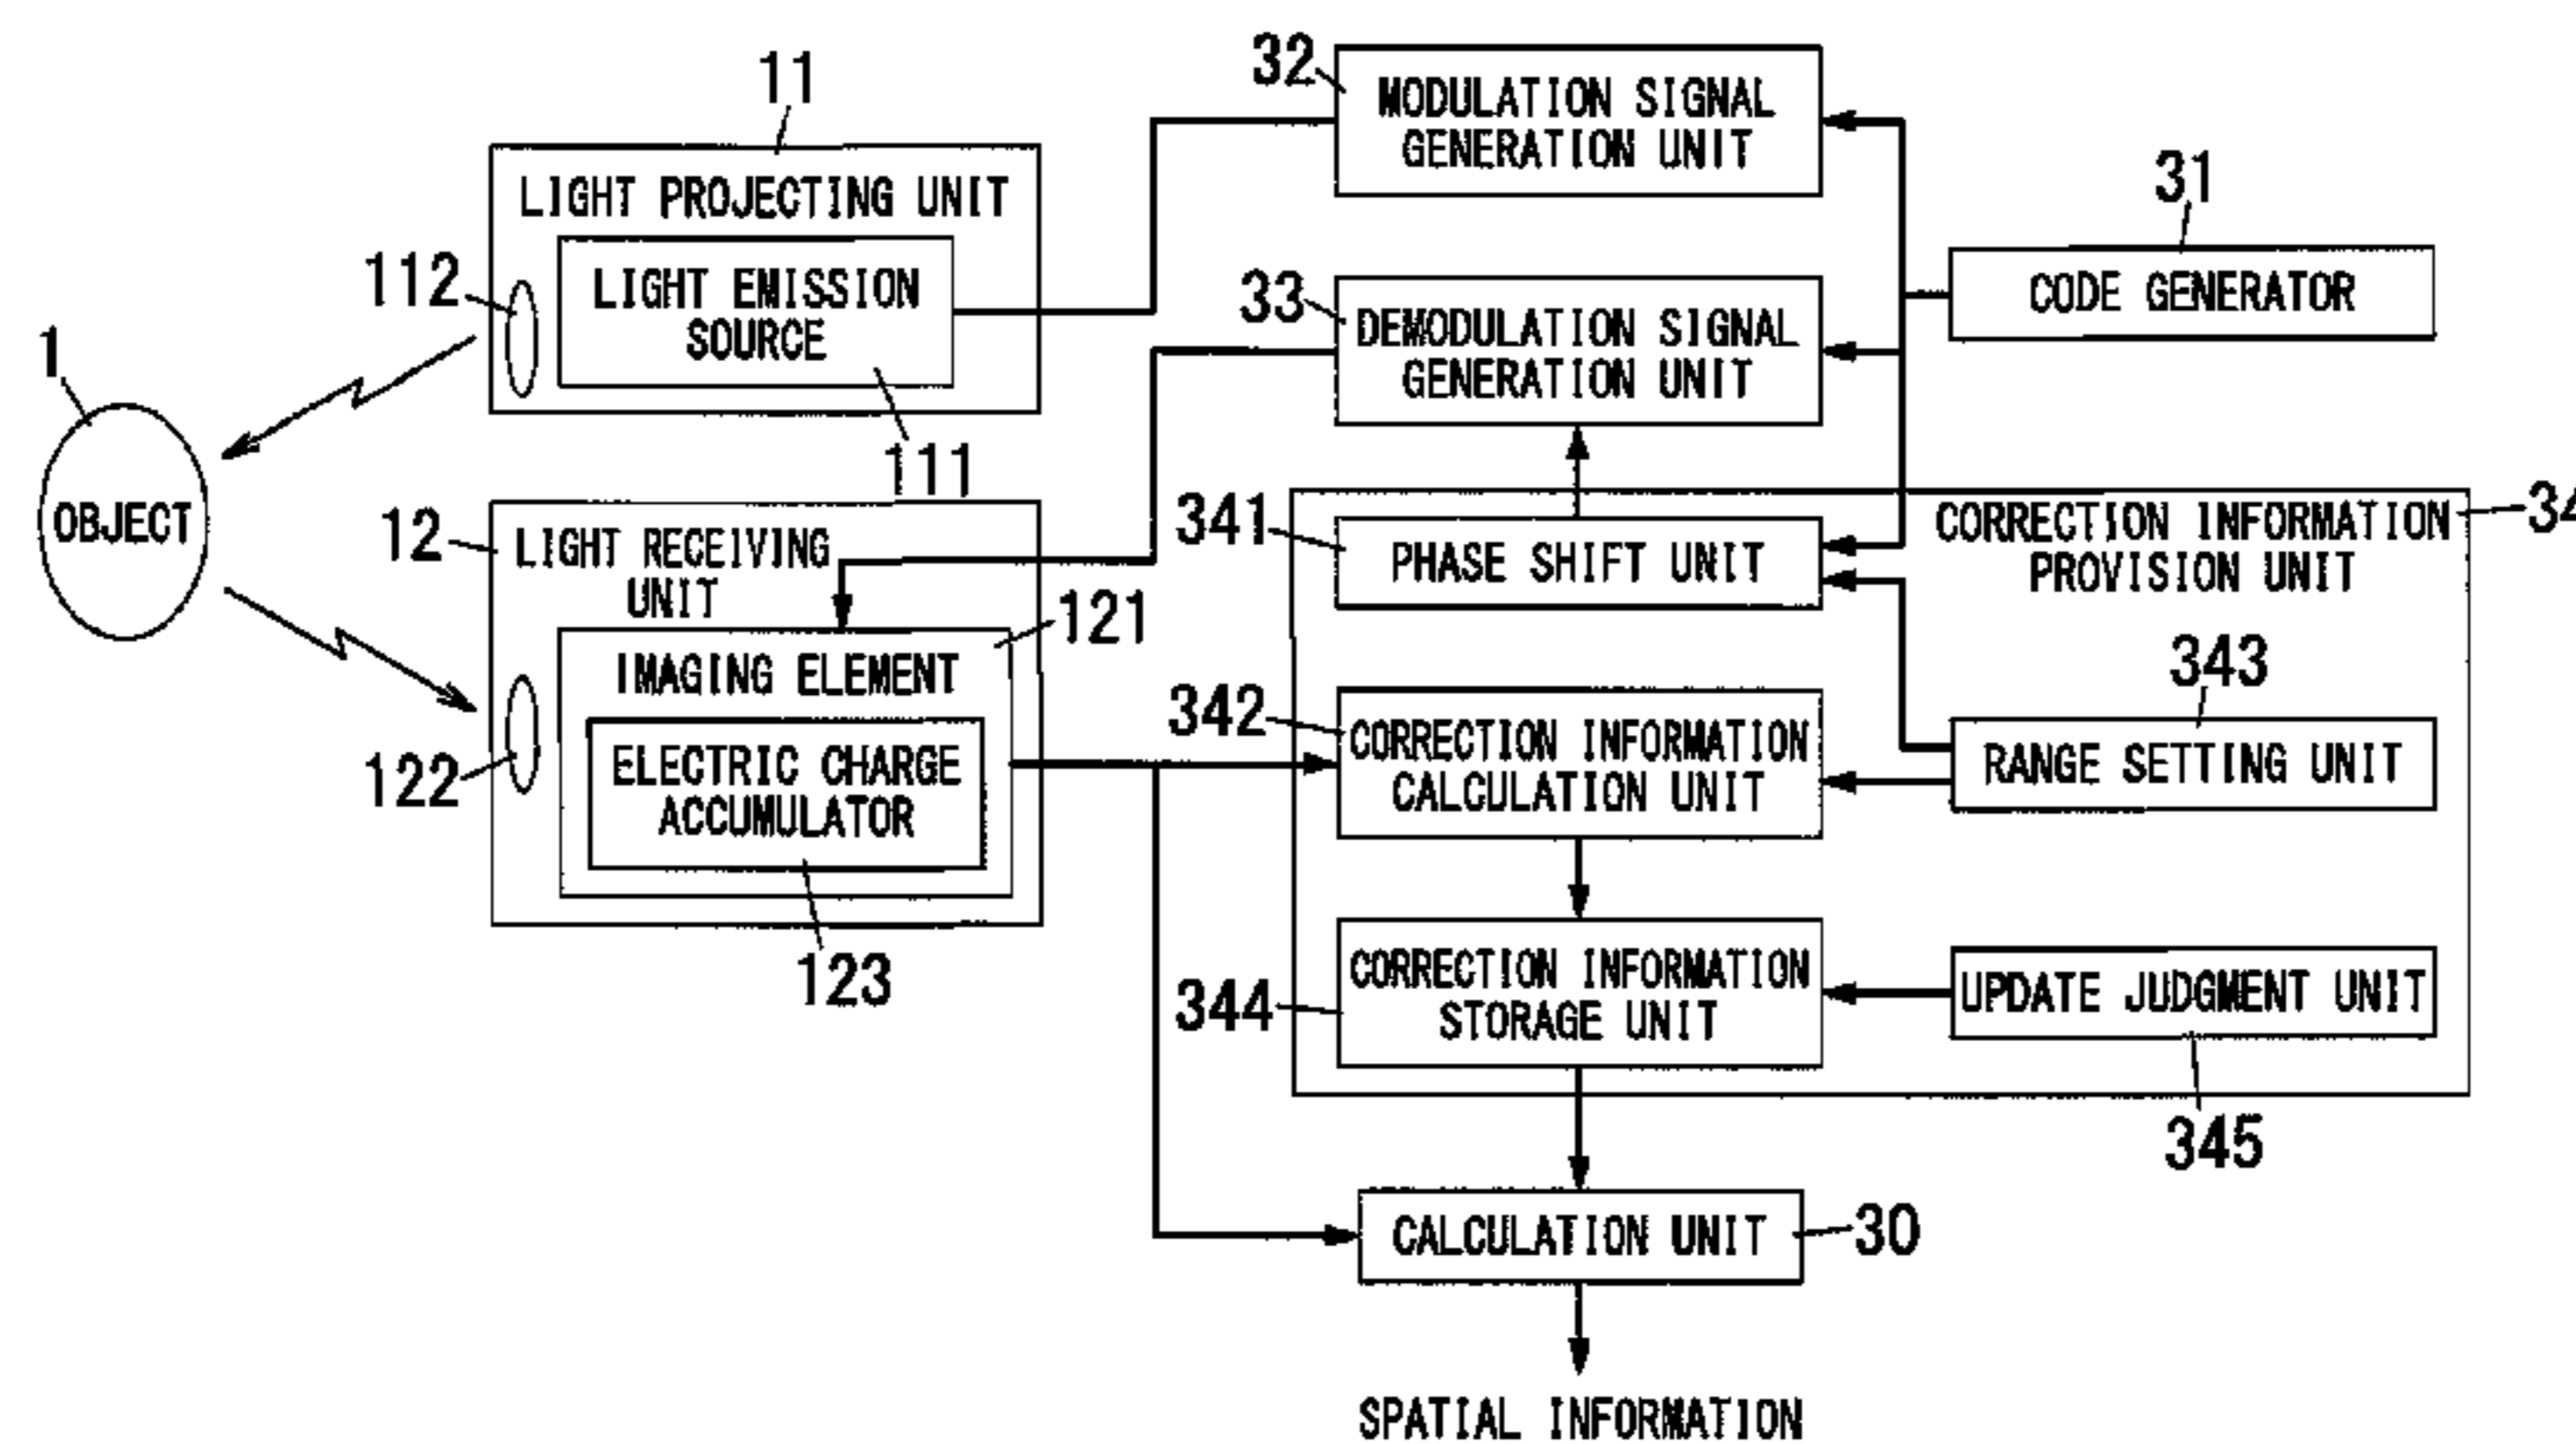 11
LIGHT PROJECTING UNIT
112
LIGHT EMISSION
SOURCE
111
1
OBJECT
12
LIGHT RECEIVING
UNIT
121
IMAGING ELEMENT
122
ELECTRIC CHARGE
ACCUMULATOR
123
32
MODULATION SIGNAL
GENERATION UNIT
31
CODE GENERATOR
33
DEMODULATION SIGNAL
GENERATION UNIT
34
CORRECTION INFORMATION
PROVISION UNIT
341
PHASE SHIFT UNIT
343
RANGE SETTING UNIT
342
CORRECTION INFORMATION
CALCULATION UNIT
344
CORRECTION INFORMATION
STORAGE UNIT
UPDATE JUDGMENT UNIT
345
CALCULATION UNIT
30
SPATIAL INFORMATION